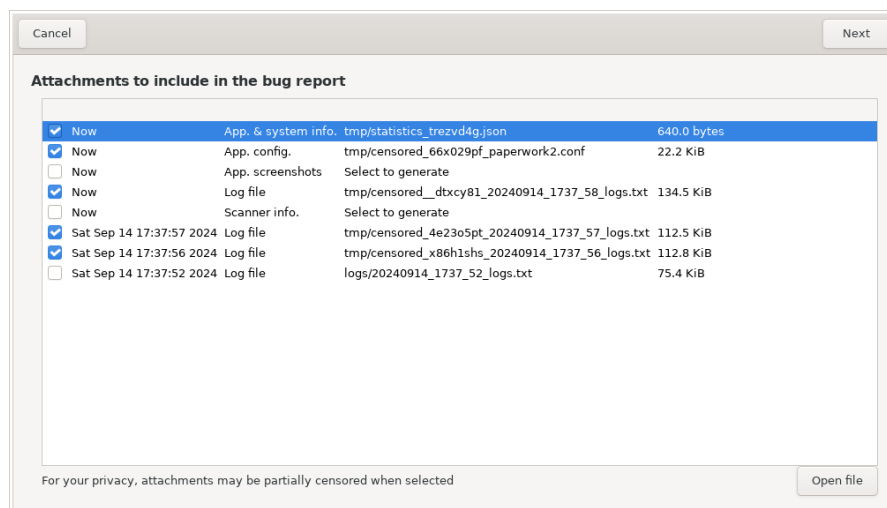 Cancel Next
Attachments to include in the bug report
Now App. & system info. tmp/statistics_trezvd4g.json 640.0 bytes
Now App. config. tmp/censored_66x029pf_paperwork2.conf 22.2 KiB
Now App. screenshots Select to generate
Now Log file tmp/censored__dtxcy81_20240914_1737_58_logs.txt 134.5 KiB
Now Scanner info. Select to generate
Sat Sep 14 17:37:57 2024 Log file tmp/censored_4e23o5pt_20240914_1737_57_logs.txt 112.5 KiB
Sat Sep 14 17:37:56 2024 Log file tmp/censored_x86h1shs_20240914_1737_56_logs.txt 112.8 KiB
Sat Sep 14 17:37:52 2024 Log file logs/20240914_1737_52_logs.txt 75.4 KiB
For your privacy, attachments may be partially censored when selected Open file